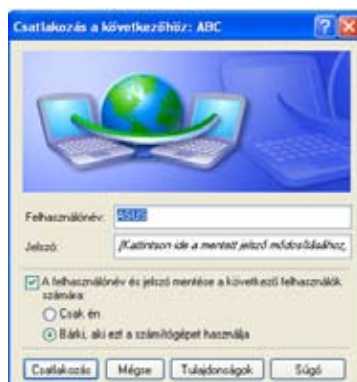 Csatlakozás a következőhöz: ABC
Felhasználónév: ASUS
Jelszó: [Kattintson ide a mentett jelszó módosításához,
A felhasználónév és jelszó mentése a következő felhasználók
számára:
Csak én
Bárki, aki ezt a számítógépet használja
Csatlakozás Mégse Tulajdonságok Súgó